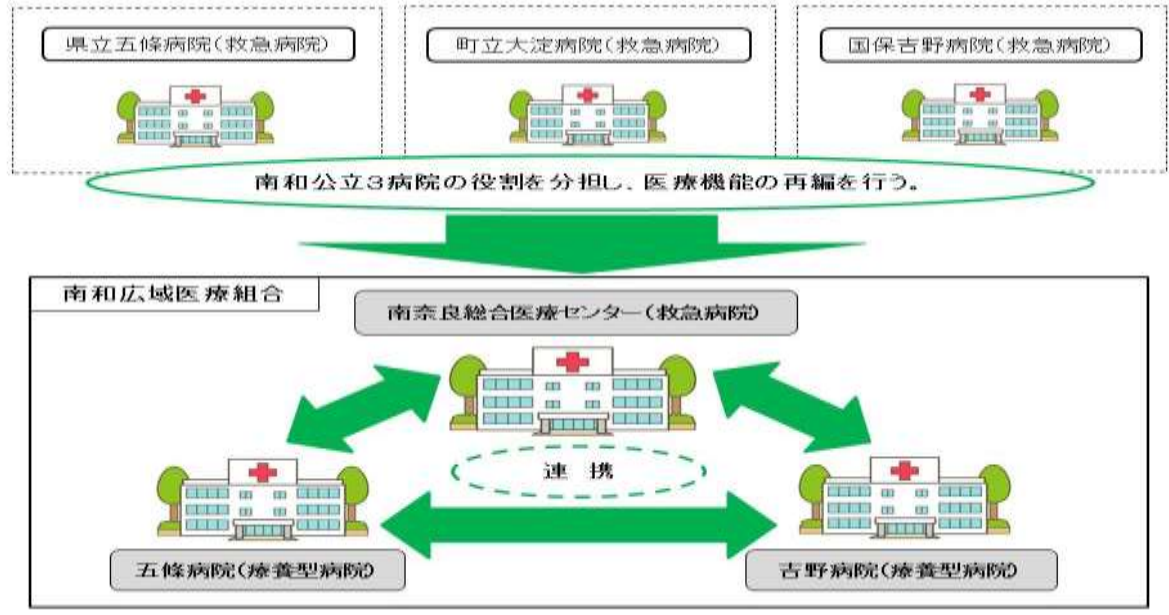 県立五條病院(救急病院)
町立大淀病院(救急病院)
国保吉野病院(救急病院)
南和公立3病院の役割を分担し、医療機能の再編を行う。
南和広域医療組合
南奈良総合医療センター(救急病院)
連携
五條病院(療養型病院)
吉野病院(療養型病院)